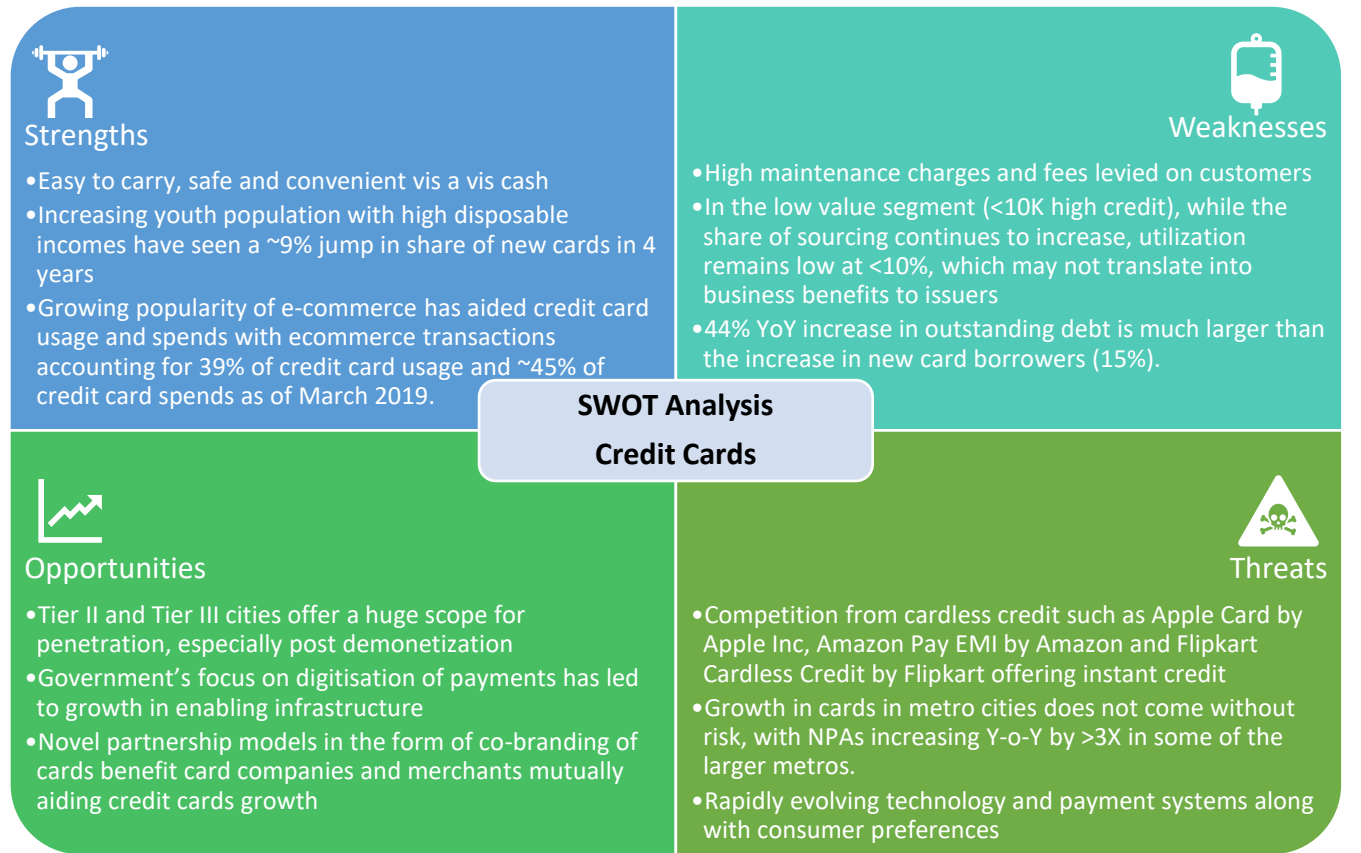 Strengths
•Easy to carry, safe and convenient vis a vis cash
•Increasing youth population with high disposable
incomes have seen a ~9% jump in share of new cards in 4
years
•Growing popularity of e-commerce has aided credit card
usage and spends with ecommerce transactions
accounting for 39% of credit card usage and ~45% of
credit card spends as of March 2019.
Weaknesses
•High maintenance charges and fees levied on customers
•In the low value segment (<10K high credit), while the
share of sourcing continues to increase, utilization
remains low at <10%, which may not translate into
business benefits to issuers
•44% YoY increase in outstanding debt is much larger than
the increase in new card borrowers (15%).
SWOT Analysis
Credit Cards
Opportunities
•Tier II and Tier III cities offer a huge scope for
penetration, especially post demonetization
•Government’s focus on digitisation of payments has led
to growth in enabling infrastructure
•Novel partnership models in the form of co-branding of
cards benefit card companies and merchants mutually
aiding credit cards growth
Threats
•Competition from cardless credit such as Apple Card by
Apple Inc, Amazon Pay EMI by Amazon and Flipkart
Cardless Credit by Flipkart offering instant credit
•Growth in cards in metro cities does not come without
risk, with NPAs increasing Y-o-Y by >3X in some of the
larger metros.
•Rapidly evolving technology and payment systems along
with consumer preferences